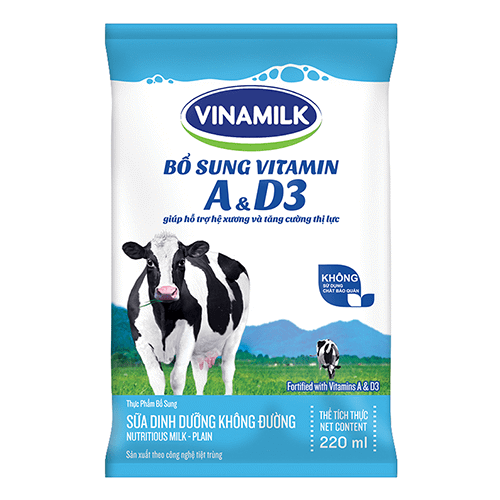 VINAMILK
BỔ SUNG VITAMIN
A & D3
giúp hỗ trợ hệ xương và tăng cường thị lực
KHÔNG
SỬ DỤNG
CHẤT BẢO QUẢN
Fortified with Vitamins A & D3
Thực Phẩm Bổ Sung
SỮA DINH DƯỠNG KHÔNG ĐƯỜNG
NUTRITIOUS MILK - PLAIN
Sản xuất theo công nghệ tiệt trùng
THỂ TÍCH THỰC
NET CONTENT
220 ml